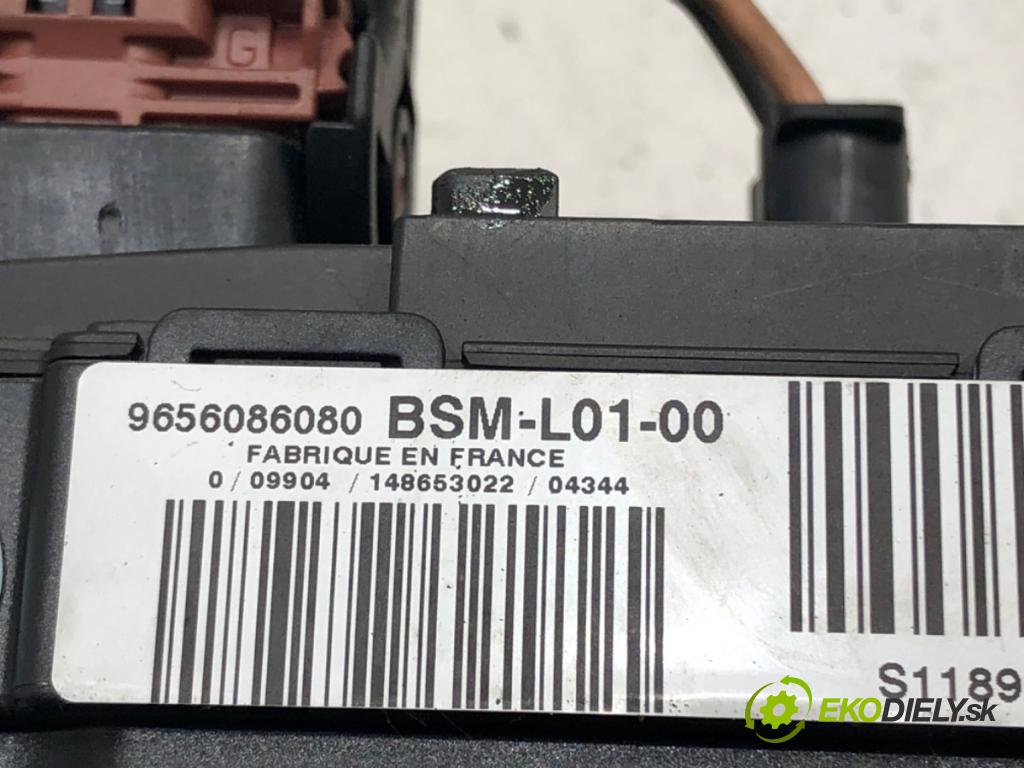 G
9656086080 BSM-L01-00
FABRIQUE EN FRANCE
0 / 09904 / 148653022 / 04344
S1189
EKODIELY.sk